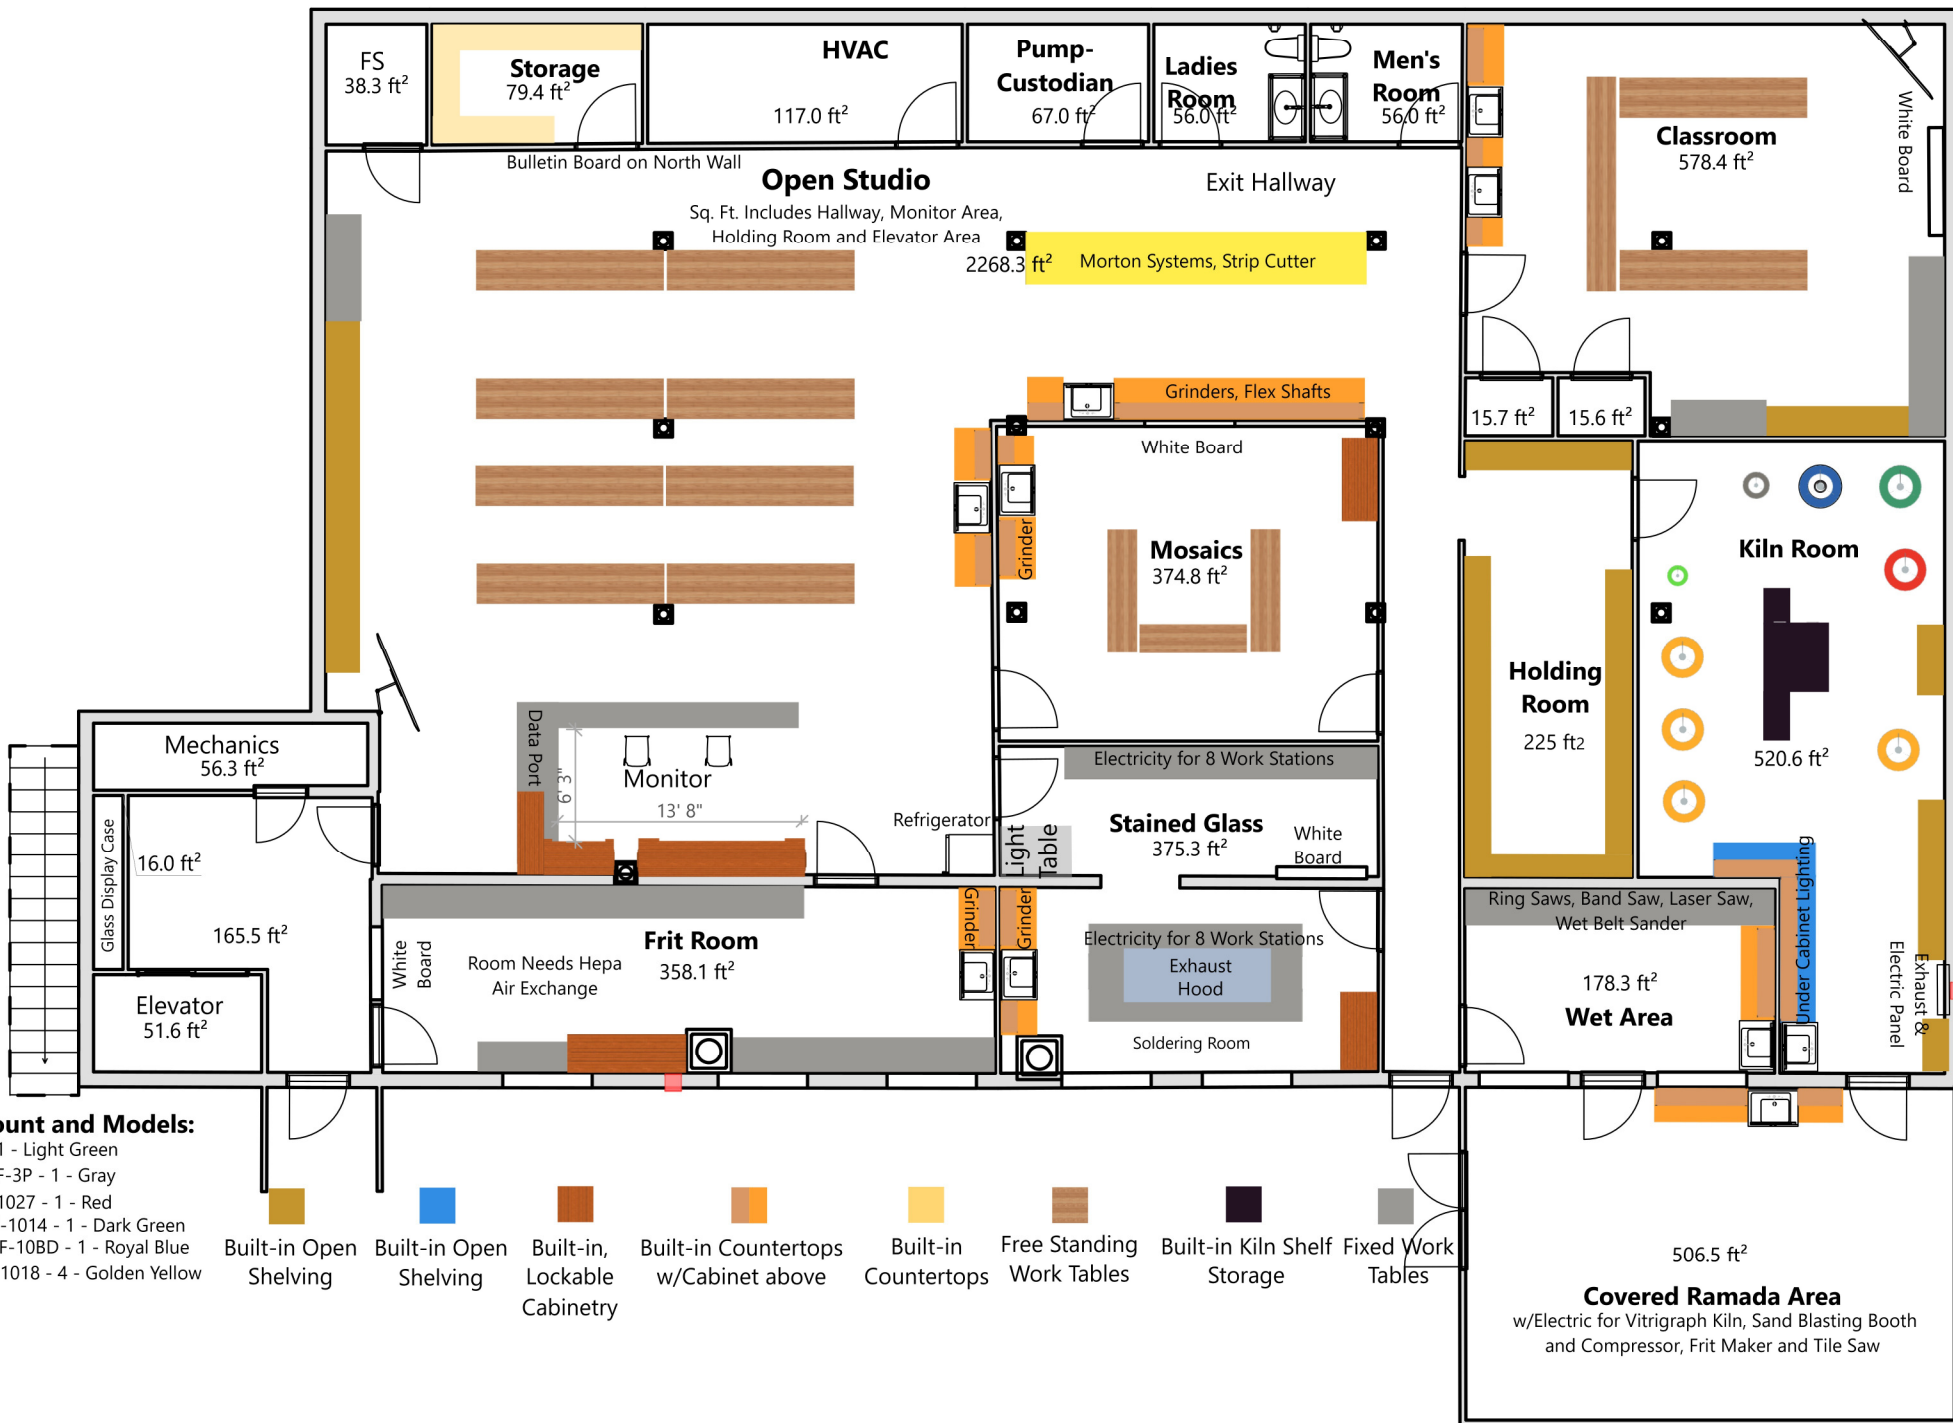 FS
38.3 ft²
Storage
79.4 ft²
HVAC
117.0 ft²
Pump-
Custodian
67.0 ft²
Ladies
Room
56.0 ft²
Men's
Room
56.0 ft²
Classroom
578.4 ft²
White Board
Bulletin Board on North Wall
Open Studio
Sq. Ft. Includes Hallway, Monitor Area,
Holding Room and Elevator Area
2268.3 ft²
Exit Hallway
Morton Systems, Strip Cutter
Grinders, Flex Shafts
15.7 ft²
15.6 ft²
White Board
Grinder
Mosaics
374.8 ft²
Kiln Room
520.6 ft²
Holding
Room
225 ft2
Mechanics
56.3 ft²
Data Port
6' 3"
Monitor
13' 8"
Refrigerator
Electricity for 8 Work Stations
Light
Table
Stained Glass
375.3 ft²
White
Board
Glass Display Case
16.0 ft²
165.5 ft²
Elevator
51.6 ft²
White
Board
Frit Room
358.1 ft²
Room Needs Hepa
Air Exchange
Grinder
Grinder
Electricity for 8 Work Stations
Exhaust
Hood
Soldering Room
Ring Saws, Band Saw, Laser Saw,
Wet Belt Sander
178.3 ft²
Wet Area
Under Cabinet Lighting
Exhaust &
Electric Panel
ount and Models:
1 - Light Green
F-3P - 1 - Gray
1027 - 1 - Red
-1014 - 1 - Dark Green
F-10BD - 1 - Royal Blue
1018 - 4 - Golden Yellow
Built-in Open
Shelving
Built-in Open
Shelving
Built-in,
Lockable
Cabinetry
Built-in Countertops
w/Cabinet above
Built-in
Countertops
Free Standing
Work Tables
Built-in Kiln Shelf
Storage
Fixed Work
Tables
506.5 ft²
Covered Ramada Area
w/Electric for Vitrigraph Kiln, Sand Blasting Booth
and Compressor, Frit Maker and Tile Saw